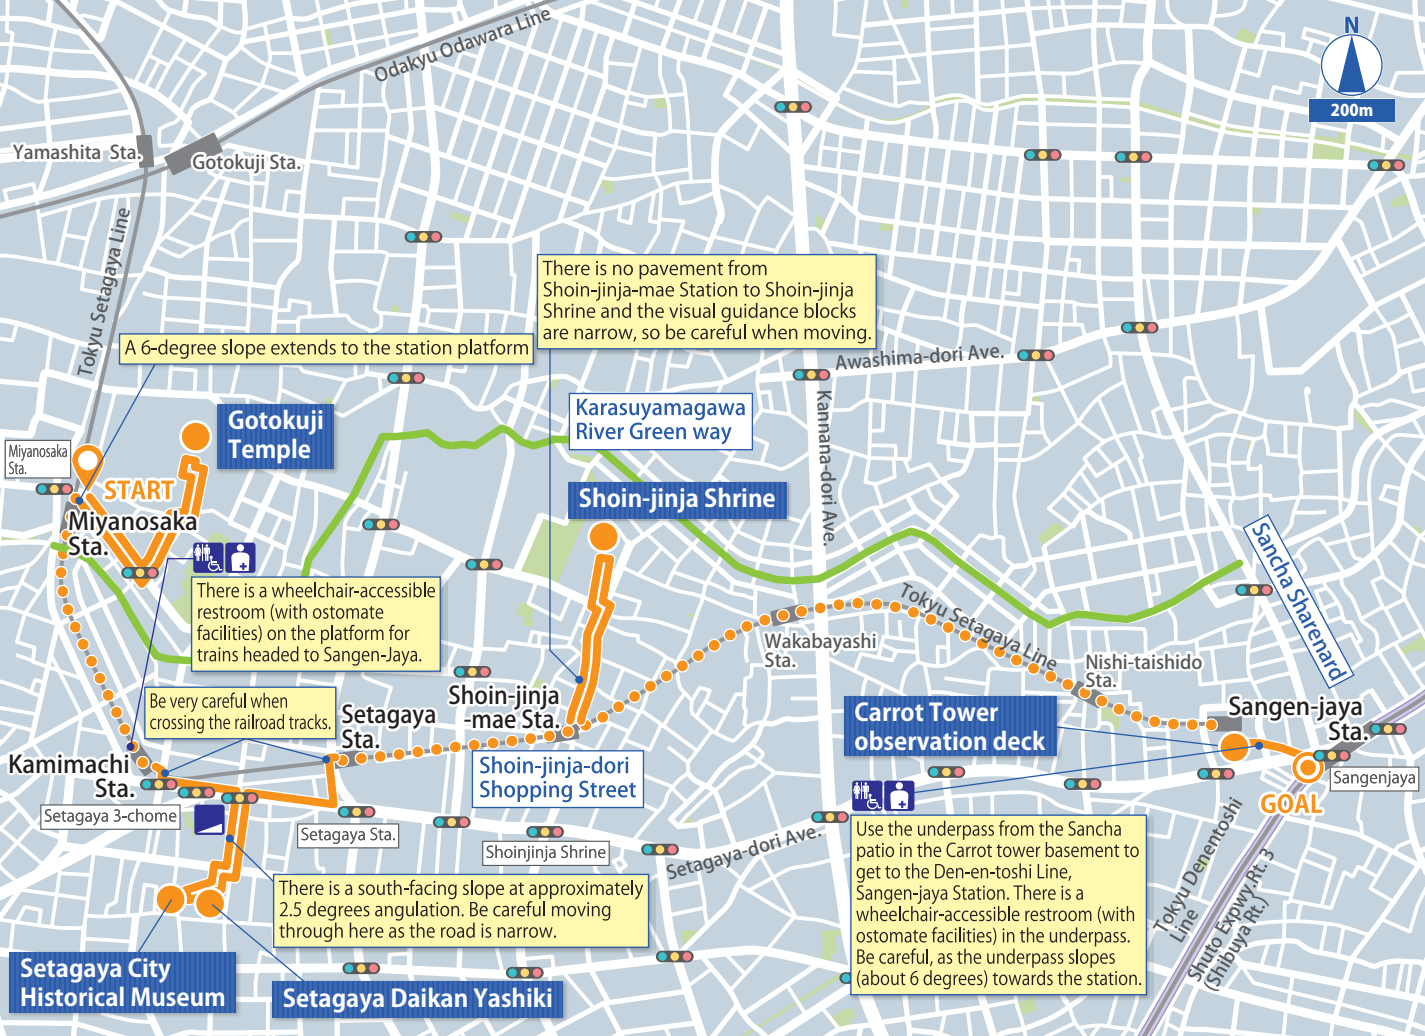 N
200m
Odakyu Odawara Line
Yamashita Sta.
Gotokuji Sta.
Tokyu Setagaya Line
There is no pavement from
Shoin-jinja-mae Station to Shoin-jinja
Shrine and the visual guidance blocks
are narrow, so be careful when moving.
A 6-degree slope extends to the station platform
Awashima-dori Ave.
Kannana-dori Ave.
Karasuyamagawa
River Green way
Gotokuji
Temple
Miyanosaka
Sta.
START
Shoin-jinja Shrine
Miyanosaka
Sta.
Sancha Sharenard
There is a wheelchair-accessible
restroom (with ostomate
facilities) on the platform for
trains headed to Sangen-Jaya.
Tokyu Setagaya Line
Wakabayashi
Sta.
Nishi-taishido
Sta.
Be very careful when
crossing the railroad tracks.
Setagaya
Sta.
Shoin-jinja
-mae Sta.
Carrot Tower
observation deck
Sangen-jaya
Sta.
Kamimachi
Sta.
Shoin-jinja-dori
Shopping Street
Sangenjaya
GOAL
Setagaya 3-chome
Setagaya Sta.
Shoinjinja Shrine
Setagaya-dori Ave.
Use the underpass from the Sancha
patio in the Carrot tower basement to
get to the Den-en-toshi Line,
Sangen-jaya Station. There is a
wheelchair-accessible restroom (with
ostomate facilities) in the underpass.
Be careful, as the underpass slopes
(about 6 degrees) towards the station.
Tokyu Denentoshi
Line
Shuto Expwy.Rt. 3
(Shibuya Rt.)
There is a south-facing slope at approximately
2.5 degrees angulation. Be careful moving
through here as the road is narrow.
Setagaya City
Historical Museum
Setagaya Daikan Yashiki